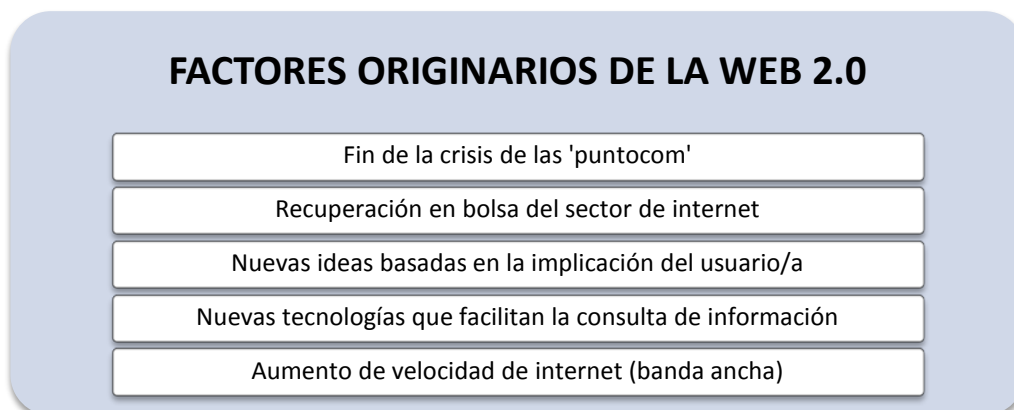 FACTORES ORIGINARIOS DE LA WEB 2.0
Fin de la crisis de las 'puntocom'
Recuperación en bolsa del sector de internet
Nuevas ideas basadas en la implicación del usuario/a
Nuevas tecnologías que facilitan la consulta de información
Aumento de velocidad de internet (banda ancha)